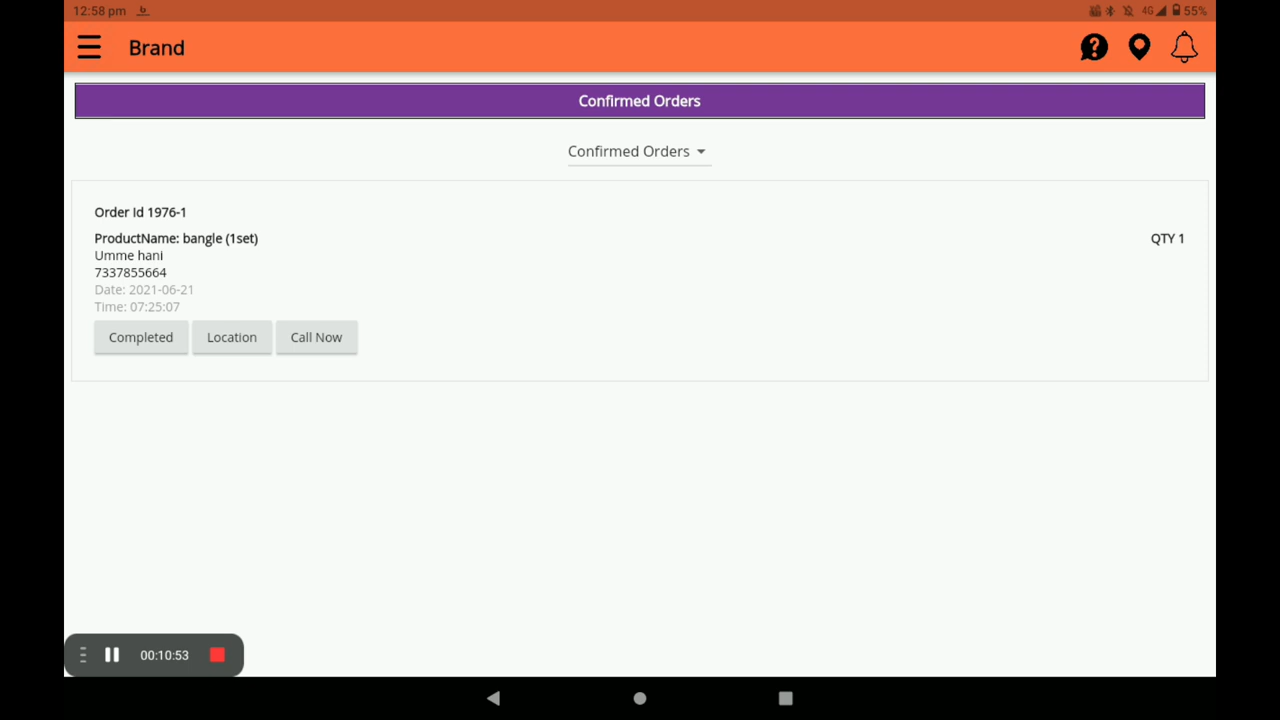 12:58 pm
4G 55%
Brand
Confirmed Orders
Confirmed Orders
Order Id 1976-1
ProductName: bangle (1set)
QTY 1
Umme hani
7337855664
Date: 2021-06-21
Time: 07:25:07
Completed Location Call Now
00:10:53